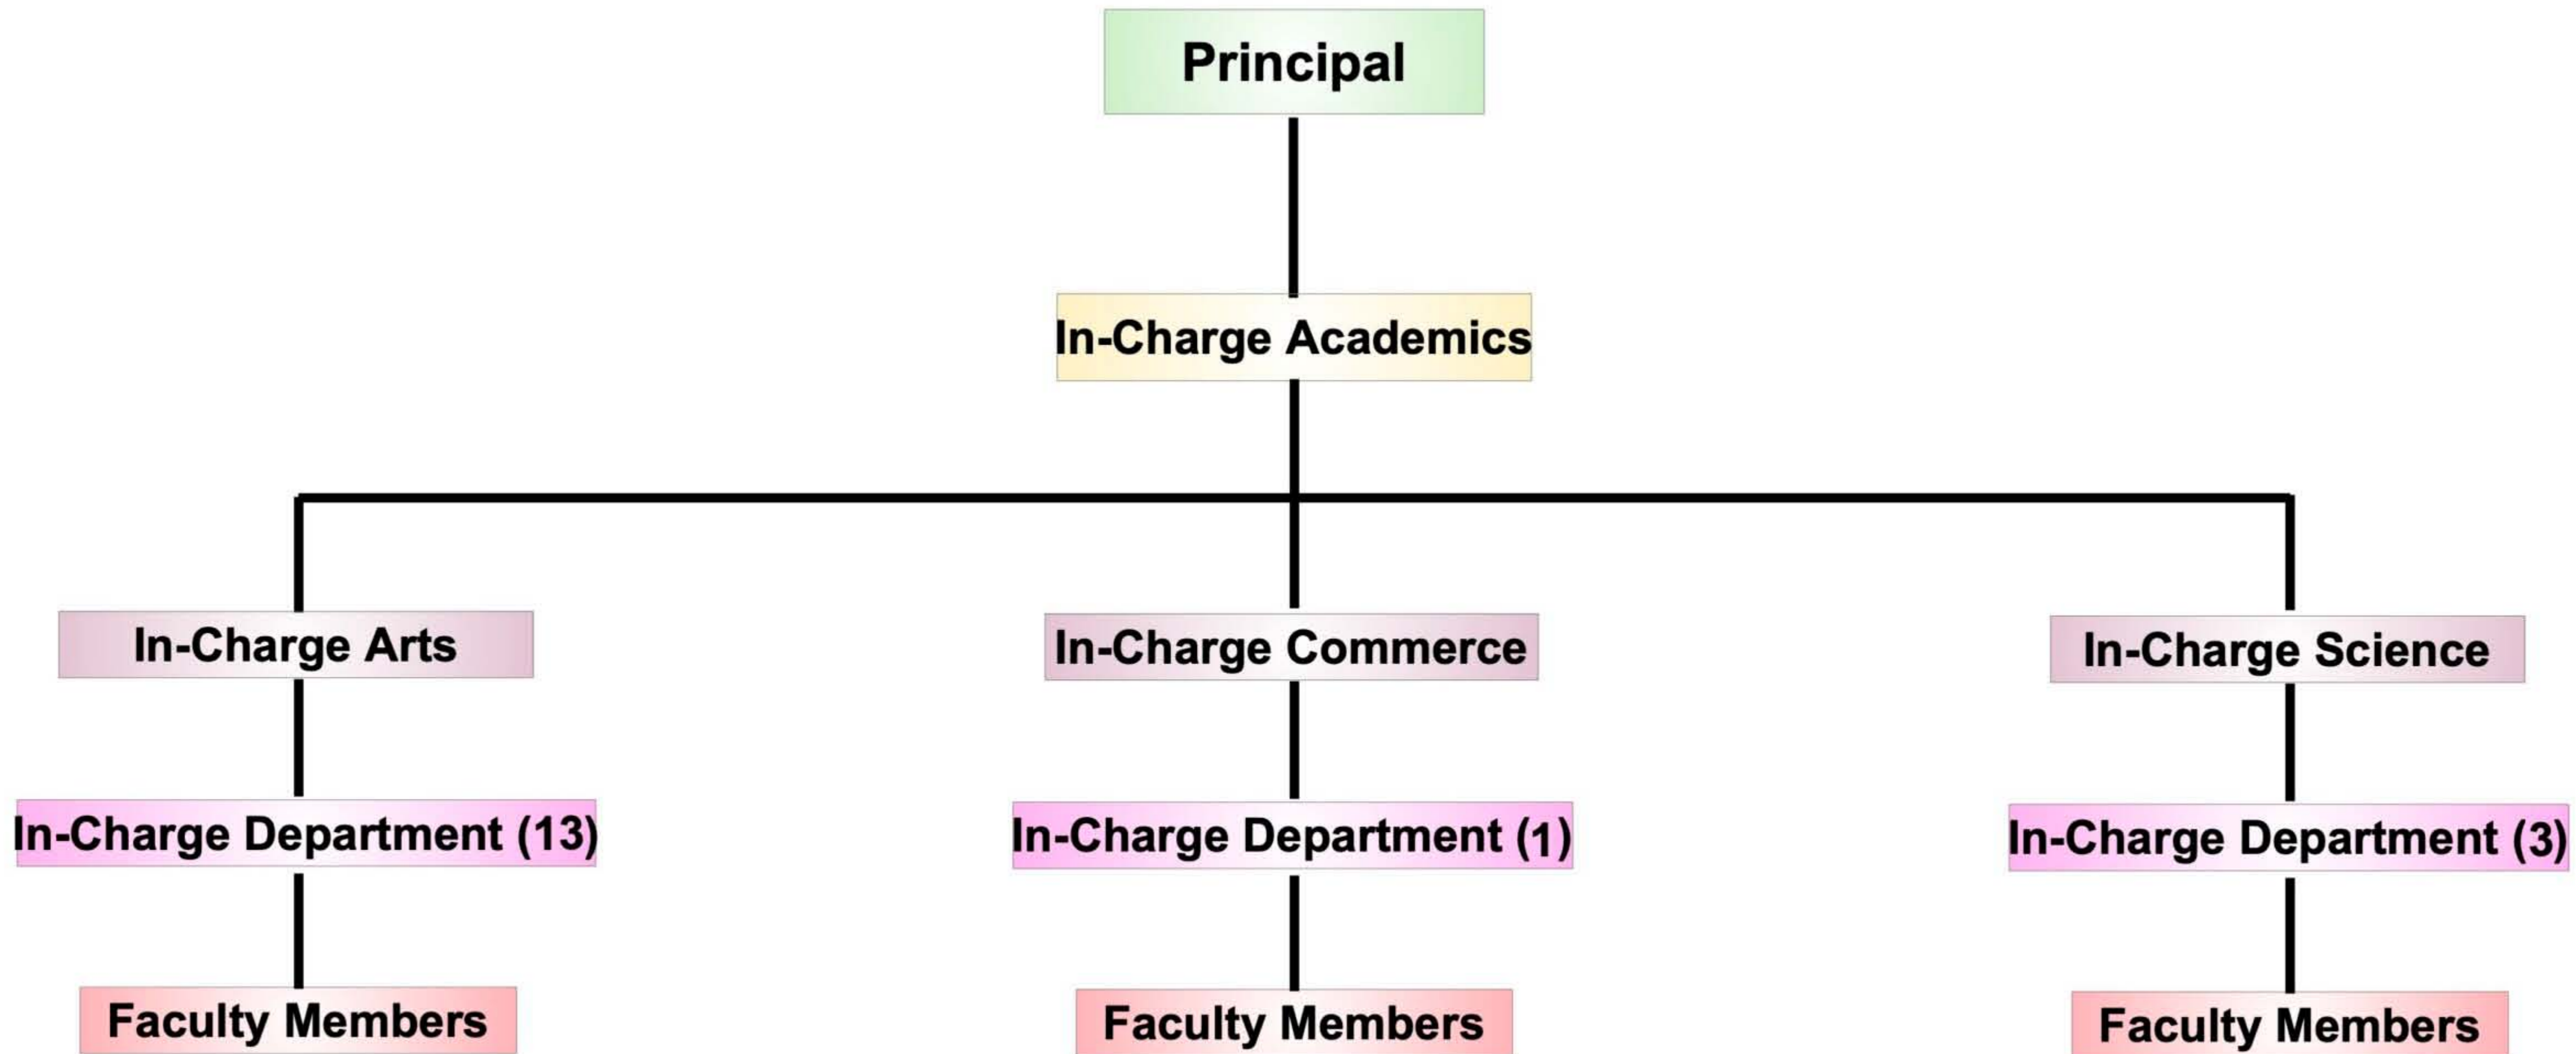 Principal
In-Charge Academics
In-Charge Arts
In-Charge Commerce
In-Charge Science
In-Charge Department (13)
In-Charge Department (1)
In-Charge Department (3)
Faculty Members
Faculty Members
Faculty Members